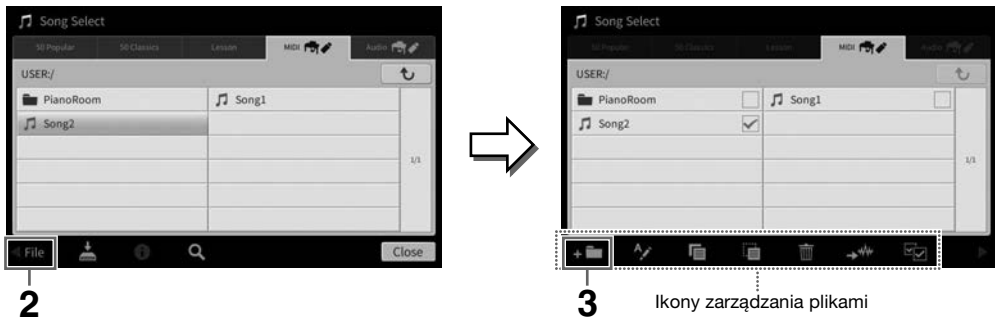 Song Select
50 Popular 50 Classics Lesson MIDI Audio
USER:/
PianoRoom Song1
Song2
1/1
File Close
2
Song Select
50 Popular 50 Classics Lesson MIDI Audio
USER:/
PianoRoom Song1
Song2
1/1
3
Ikony zarządzania plikami